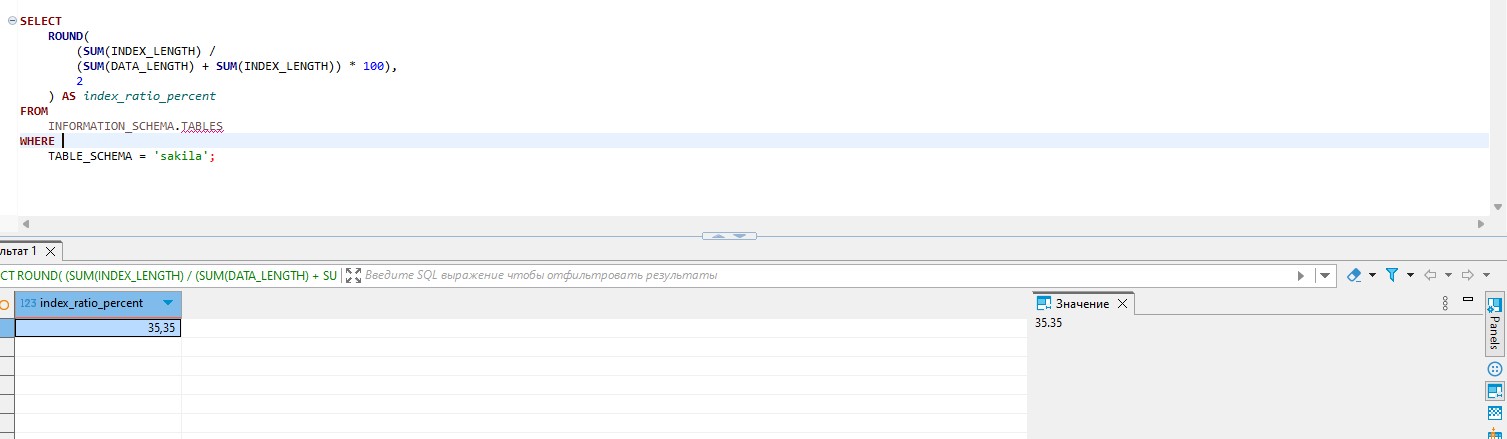 SELECT
ROUND(
(SUM(INDEX_LENGTH) /
(SUM(DATA_LENGTH) + SUM(INDEX_LENGTH)) * 100),
2
) AS index_ratio_percent
FROM
INFORMATION_SCHEMA.TABLES
WHERE
TABLE_SCHEMA = 'sakila';
льтат 1
CT ROUND( (SUM(INDEX_LENGTH) / (SUM(DATA_LENGTH) + SU
Введите SQL выражение чтобы отфильтровать результаты
123 index_ratio_percent
35,35
Значение
35.35
Panels